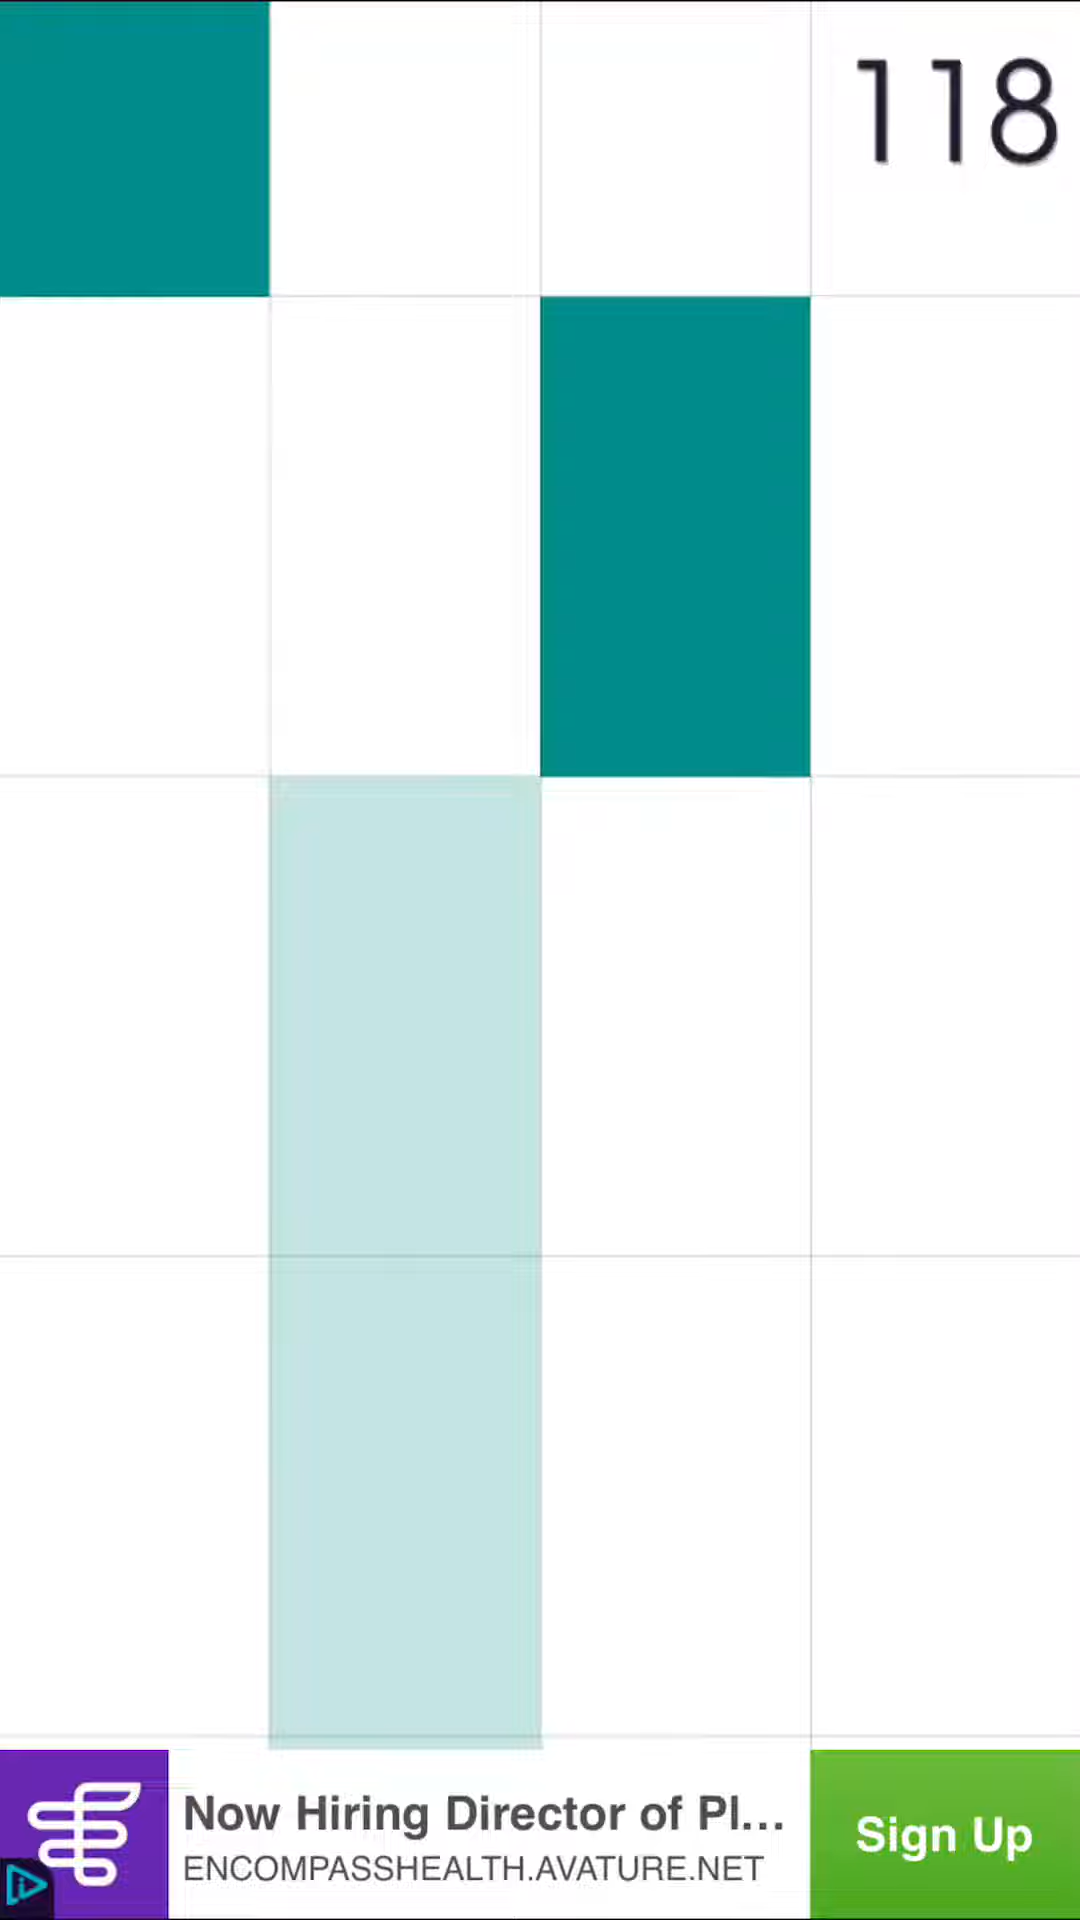 118
Now Hiring Director of Pl...
ENCOMPASSHEALTH.AVATURE.NET
Sign Up